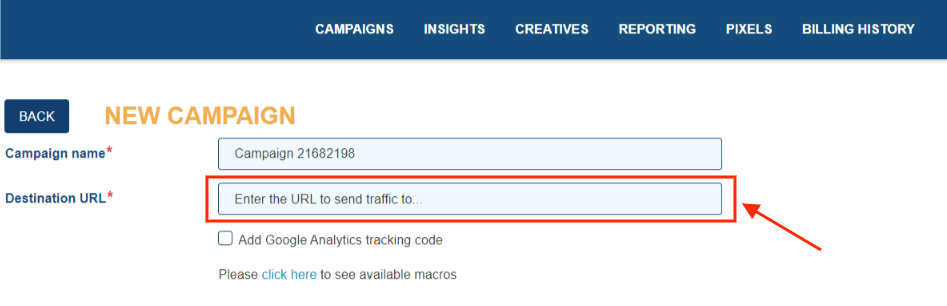 CAMPAIGNS INSIGHTS CREATIVES REPORTING PIXELS BILLING HISTORY
BACK NEW CAMPAIGN
Campaign name* Campaign 21682198
Destination URL* Enter the URL to send traffic to...
Add Google Analytics tracking code
Please click here to see available macros